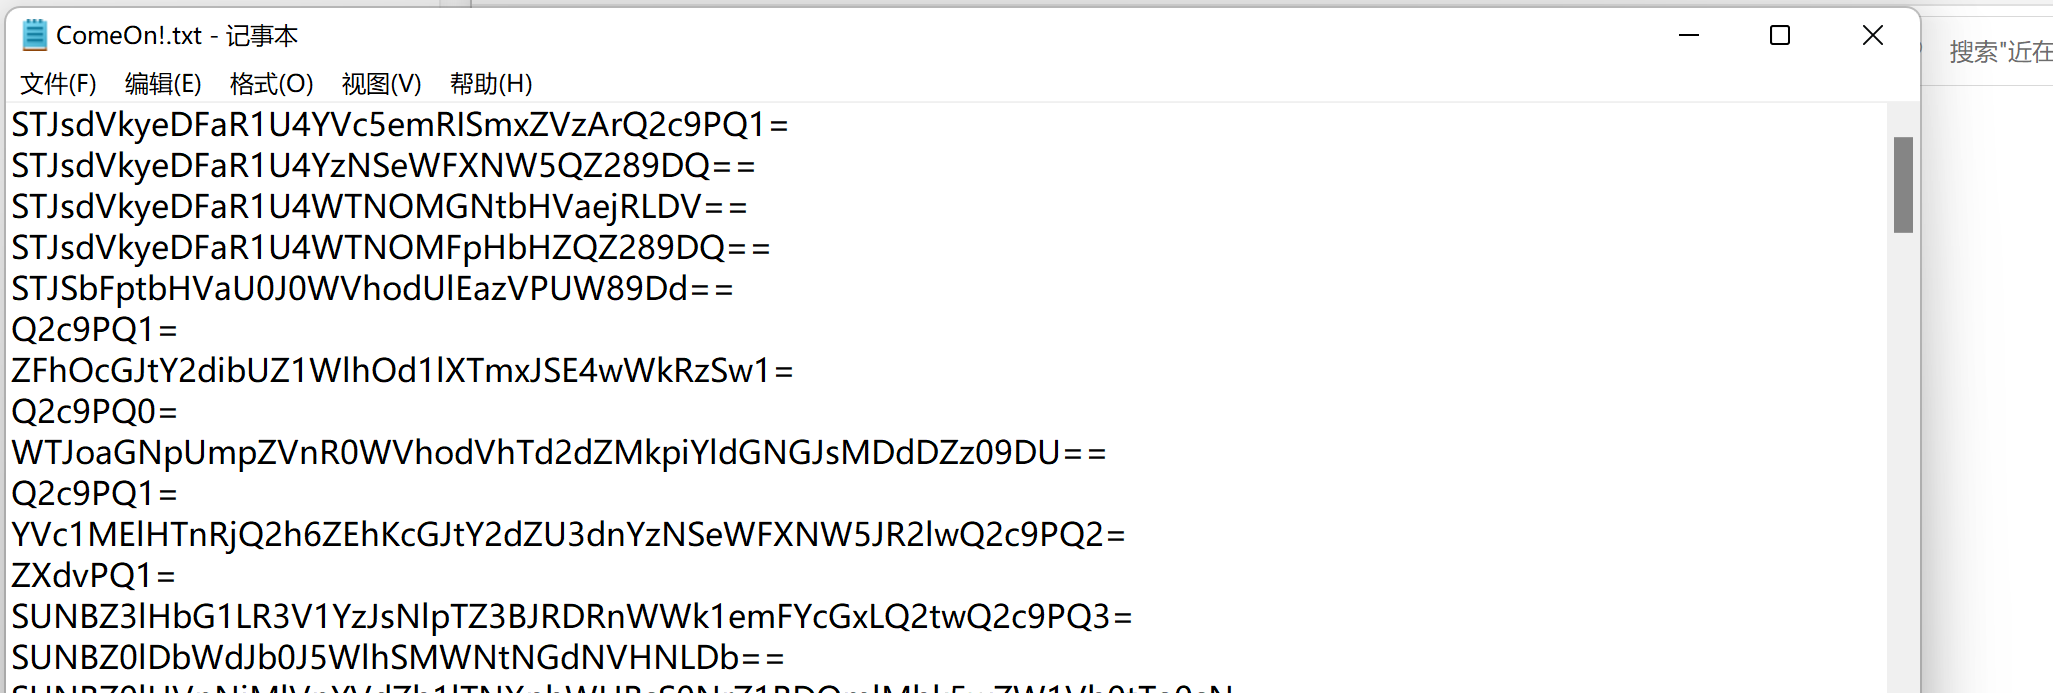 ComeOn!.txt - 记事本
搜索"近在
文件(F) 编辑(E) 格式(O) 视图(V) 帮助(H)
STJsdVkyeDFaR1U4YVc5emRISmxZVzArQ2c9PQ1=
STJsdVkyeDFaR1U4YzNSeWFXNW5QZ289DQ==
STJsdVkyeDFaR1U4WTNOMGNtbHVaejRLDV==
STJsdVkyeDFaR1U4WTNOMFpHbHZQZ289DQ==
STJSbFptbHVaU0J0WVhodUlEazVPUW89Dd==
Q2c9PQ1=
ZFhOcGJtY2dibUZ1WlhOd1lXTmxJSE4wWkRzSw1=
Q2c9PQ0=
WTJoaGNpUmpZVnR0WVhodVhTd2dZMkpiYldGNGJsMDdDZz09DU==
Q2c9PQ1=
YVc1MElHTnRjQ2h6ZEhKcGJtY2dZU3dnYzNSeWFXNW5JR2lwQ2c9PQ2=
ZXdvPQ1=
SUNBZ3lHbG1LR3V1YzJsNlpTZ3BJRDRnWWk1emFYcGxLQ2twQ2c9PQ3=
SUNBZ0lDbWdJb0J5WlhSMWNtNGdNVHNLDb==